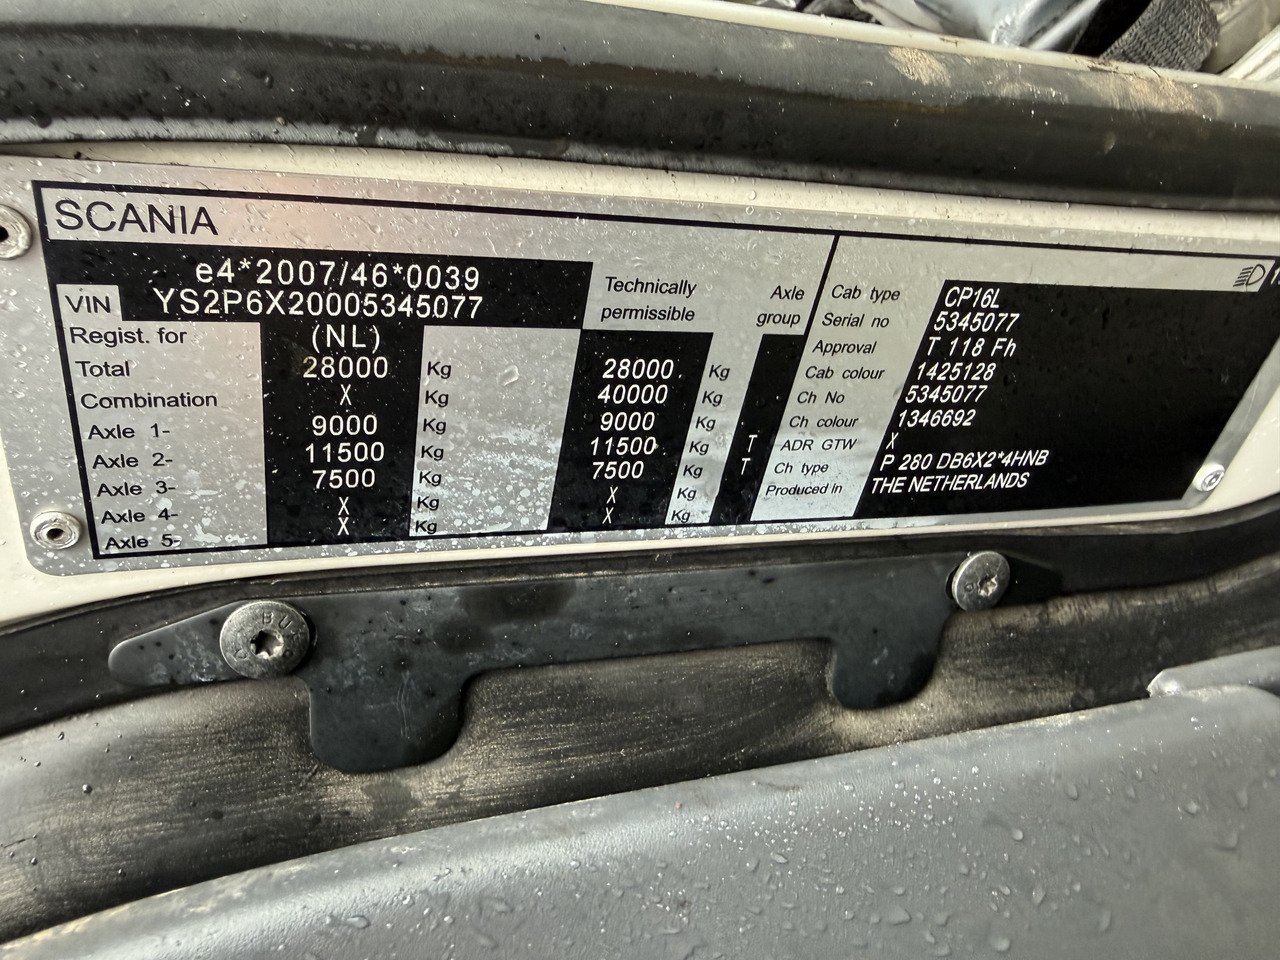 SCANIA
e4*2007/46*0039
VIN YS2P6X20005345077
Regist. for (NL)
Technically permissible
Axle group
Total 28000 Kg 28000 Kg
Combination X Kg 40000 Kg
Axle 1- 9000 Kg 9000 Kg
Axle 2- 11500 Kg 11500 Kg T
Axle 3- 7500 Kg 7500 Kg T
Axle 4- X Kg X Kg
Axle 5- X Kg X Kg
Cab type CP16L
Serial no 5345077
Approval T 118 Fh
Cab colour 1425128
Ch No 5345077
Ch colour 1346692
ADR GTW X
Ch type P 280 DB6X2*4HNB
Produced in THE NETHERLANDS